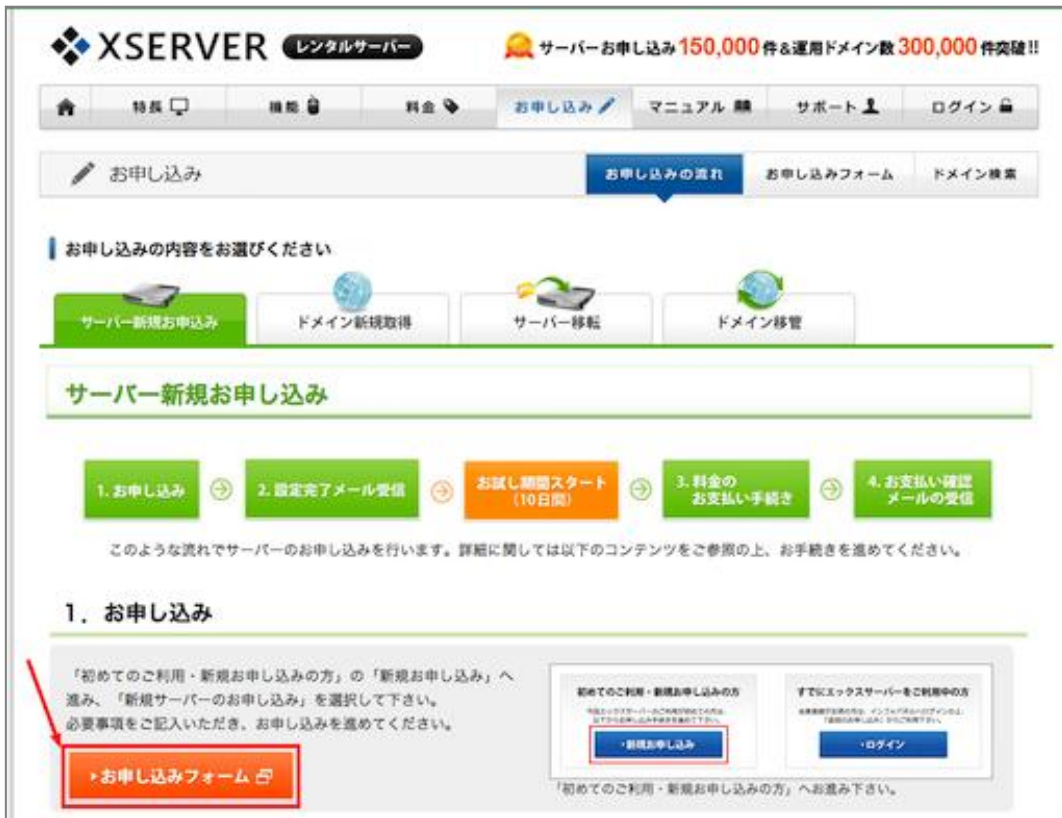 XSERVER レンタルサーバー
サーバーお申し込み150,000件&運用ドメイン数300,000件突破!!
特長 機能 料金 お申し込み マニュアル サポート ログイン
お申し込み お申し込みの流れ お申し込みフォーム ドメイン検索
お申し込みの内容をお選びください
サーバー新規お申込み ドメイン新規取得 サーバー移転 ドメイン移管
サーバー新規お申し込み
1. お申し込み 2. 設定完了メール受信 お試し期間スタート
(10日間) 3. 料金の
お支払い手続き 4. お支払い確認
メールの受信
このような流れでサーバーのお申し込みを行います。詳細に関しては以下のコンテンツをご参照の上、お手続きを進めてください。
1. お申し込み
「初めてのご利用・新規お申し込みの方」の「新規お申し込み」へ
進み、「新規サーバーのお申し込み」を選択して下さい。
必要事項をご記入いただき、お申し込みを進めてください。
お申し込みフォーム
初めてのご利用・新規お申し込みの方
新規お申し込み
すでにエックスサーバーをご利用中の方
ログイン
「初めてのご利用・新規お申し込みの方」へお進み下さい。